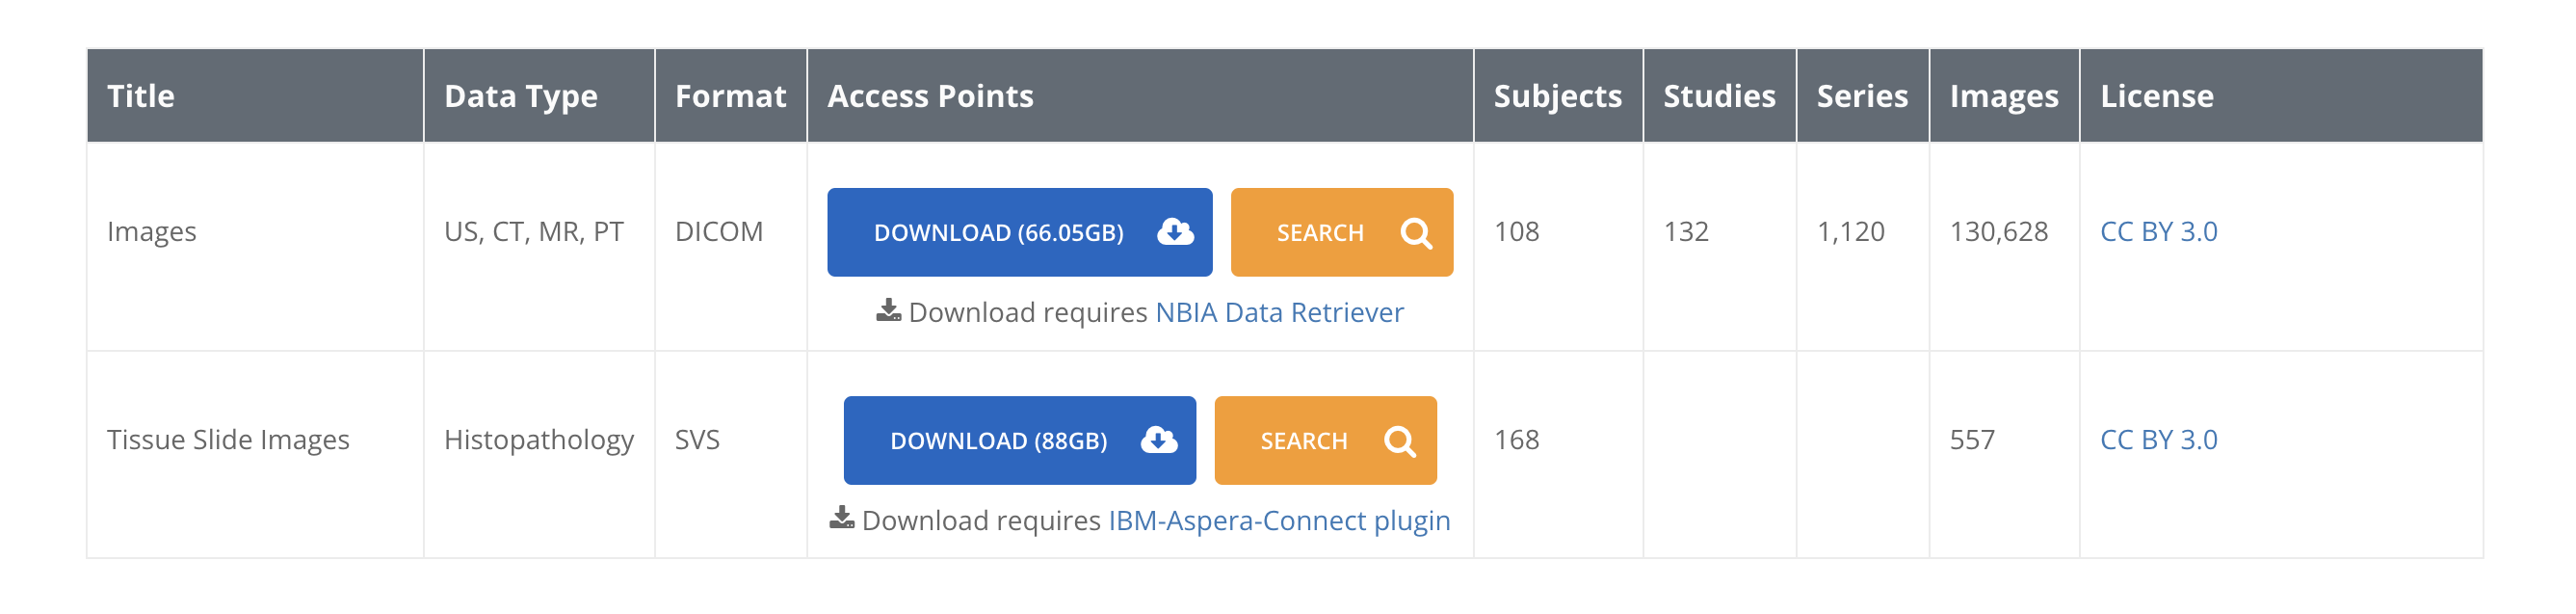 Title Data Type Format Access Points Subjects Studies Series Images License
Images US, CT, MR, PT DICOM DOWNLOAD (66.05GB) SEARCH 108 132 1,120 130,628 CC BY 3.0
Download requires NBIA Data Retriever
Tissue Slide Images Histopathology SVS DOWNLOAD (88GB) SEARCH 168 557 CC BY 3.0
Download requires IBM-Aspera-Connect plugin